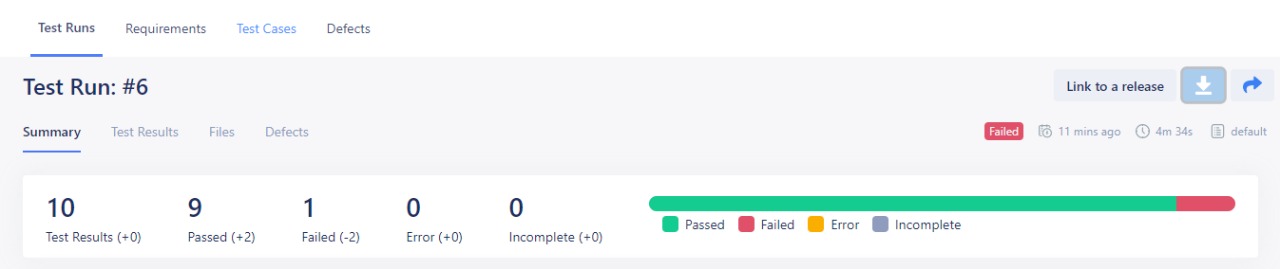 Test Runs Requirements Test Cases Defects
Test Run: #6 Link to a release
Summary Test Results Files Defects Failed 11 mins ago 4m 34s default
10 9 1 0 0
Test Results (+0) Passed (+2) Failed (-2) Error (+0) Incomplete (+0)
Passed Failed Error Incomplete